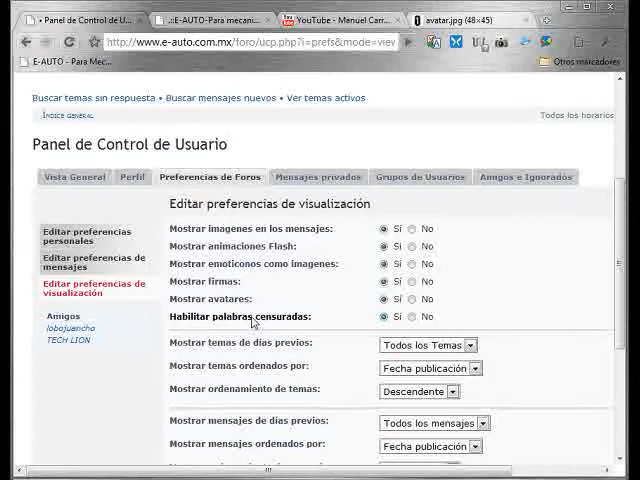 Panel de Control de U...
.::E-AUTO-Para mecani...
YouTube - Manuel Carr...
avatar.jpg (48×45)
http://www.e-auto.com.mx/foro/ucp.php?i=prefs&mode=view
E-AUTO - Para Mec...
Otros marcadores
Buscar temas sin respuesta • Buscar mensajes nuevos • Ver temas activos
Índice general
Todos los horarios
Panel de Control de Usuario
Vista General
Perfil
Preferencias de Foros
Mensajes privados
Grupos de Usuarios
Amigos e Ignorados
Editar preferencias de visualización
Editar preferencias personales
Editar preferencias de mensajes
Editar preferencias de visualización
Amigos
lobojuancho
TECH LION
Mostrar imagenes en los mensajes: Sí No
Mostrar animaciones Flash: Sí No
Mostrar emoticonos como imagenes: Sí No
Mostrar firmas: Sí No
Mostrar avatares: Sí No
Habilitar palabras censuradas: Sí No
Mostrar temas de días previos: Todos los Temas
Mostrar temas ordenados por: Fecha publicación
Mostrar ordenamiento de temas: Descendente
Mostrar mensajes de días previos: Todos los mensajes
Mostrar mensajes ordenados por: Fecha publicación